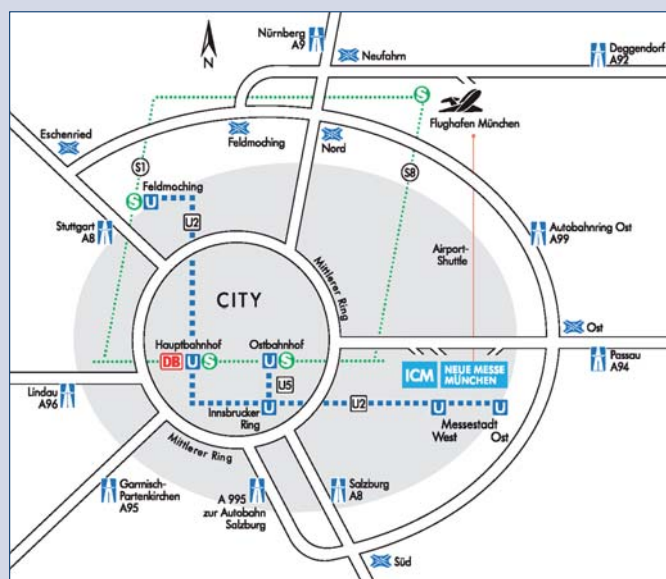 Nürnberg
A9
Neufahrn
Deggendorf
A92
N
S
Flughafen München
Eschenried
Feldmoching
Nord
S1
S8
Feldmoching
S U
U2
Stuttgart
A8
Autobahnring Ost
A99
Airport-
Shuttle
Mittlerer Ring
CITY
Ost
Hauptbahnhof
Ostbahnhof
DB U S
U S
ICM NEUE MESSE
MÜNCHEN
Passau
A94
Lindau
A96
U5
Innsbrucker
Ring
U
U2
U
U
Messestadt
West Ost
Mittlerer Ring
Garmisch-
Partenkirchen
A95
A 995
zur Autobahn
Salzburg
Salzburg
A8
Süd